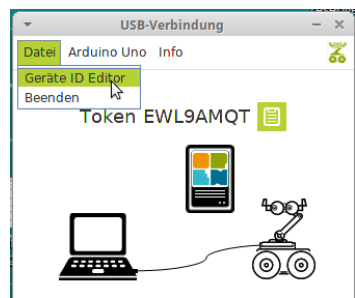 USB-Verbindung
Datei Arduino Uno Info
Geräte ID Editor
Beenden
Token EWL9AMQT